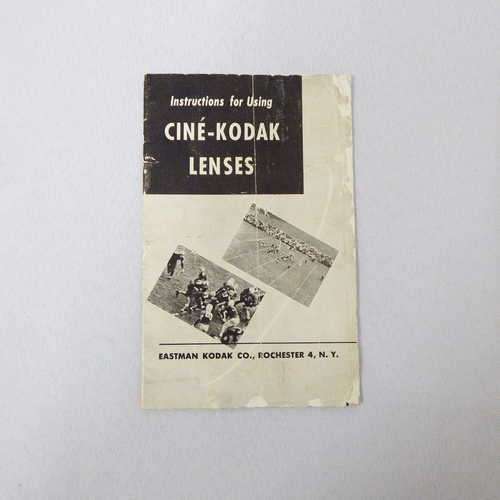 Instructions for Using
CINÉ-KODAK
LENSES
EASTMAN KODAK CO., ROCHESTER 4, N. Y.